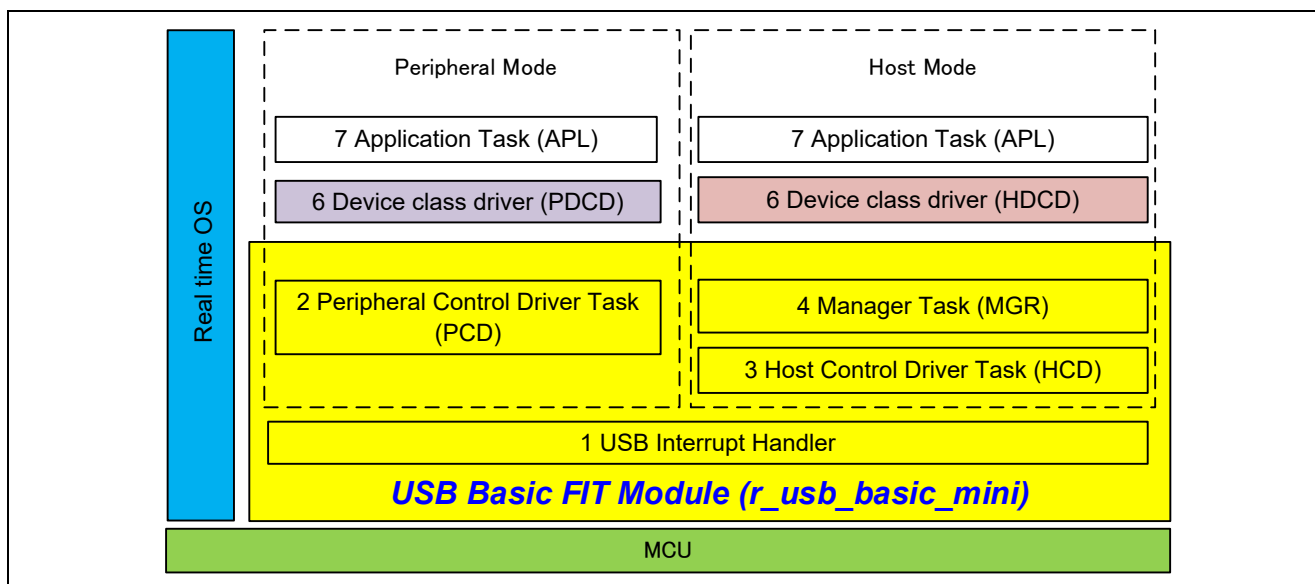 Real time OS
Peripheral Mode
Host Mode
7 Application Task (APL)
7 Application Task (APL)
6 Device class driver (PDCD)
6 Device class driver (HDCD)
2 Peripheral Control Driver Task
(PCD)
4 Manager Task (MGR)
3 Host Control Driver Task (HCD)
1 USB Interrupt Handler
USB Basic FIT Module (r_usb_basic_mini)
MCU